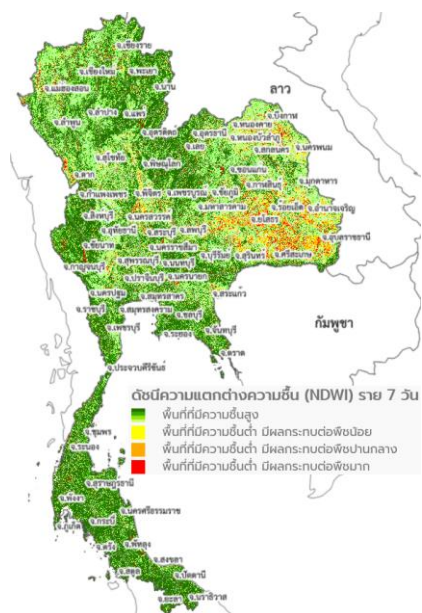 จ.เชียงราย
จ.เชียงใหม่
จ.พะเยา
จ.แม่ฮ่องสอน
จ.น่าน
ลาว
จ.ลำปาง
จ.แพร่
จ.ลำพูน
จ.บึงกาฬ
จ.หนองคาย
จ.อุตรดิตถ์
จ.อุดรธานี
จ.หนองบัวลำภู
จ.เลย
จ.สกลนคร
จ.นครพนม
จ.สุโขทัย
จ.พิษณุโลก
จ.ตาก
จ.ขอนแก่น
จ.กาฬสินธุ์
จ.มุกดาหาร
จ.กำแพงเพชร
จ.พิจิตร
จ.เพชรบูรณ์
จ.ชัยภูมิ
จ.มหาสารคาม
จ.ร้อยเอ็ด
จ.อำนาจเจริญ
จ.สิงห์บุรี
จ.นครสวรรค์
จ.ยโสธร
จ.อุทัยธานี
จ.สระบุรี
จ.ลพบุรี
จ.อุบลราชธานี
จ.ชัยนาท
จ.นครราชสีมา
จ.บุรีรัมย์
จ.สุรินทร์
จ.ศรีสะเกษ
จ.กาญจนบุรี
จ.สุพรรณบุรี
จ.นนทบุรี
จ.ปราจีนบุรี
จ.นครนายก
จ.นครปฐม
จ.สมุทรสาคร
จ.สระแก้ว
จ.ราชบุรี
จ.สมุทรสงคราม
จ.ชลบุรี
กัมพูชา
จ.เพชรบุรี
จ.ระยอง
จ.จันทบุรี
จ.ตราด
จ.ประจวบคีรีขันธ์
ดัชนีความแตกต่างความชื้น (NDWI) ราย 7 วัน
พื้นที่ที่มีความชื้นสูง
พื้นที่ที่มีความชื้นต่ำ มีผลกระทบต่อพืชน้อย
พื้นที่ที่มีความชื้นต่ำ มีผลกระทบต่อพืชปานกลาง
พื้นที่ที่มีความชื้นต่ำ มีผลกระทบต่อพืชมาก
จ.ชุมพร
จ.ระนอง
จ.สุราษฎร์ธานี
จ.พังงา
จ.นครศรีธรรมราช
จ.ภูเก็ต
จ.กระบี่
จ.ตรัง
จ.พัทลุง
จ.สงขลา
จ.สตูล
จ.ปัตตานี
จ.ยะลา
จ.นราธิวาส